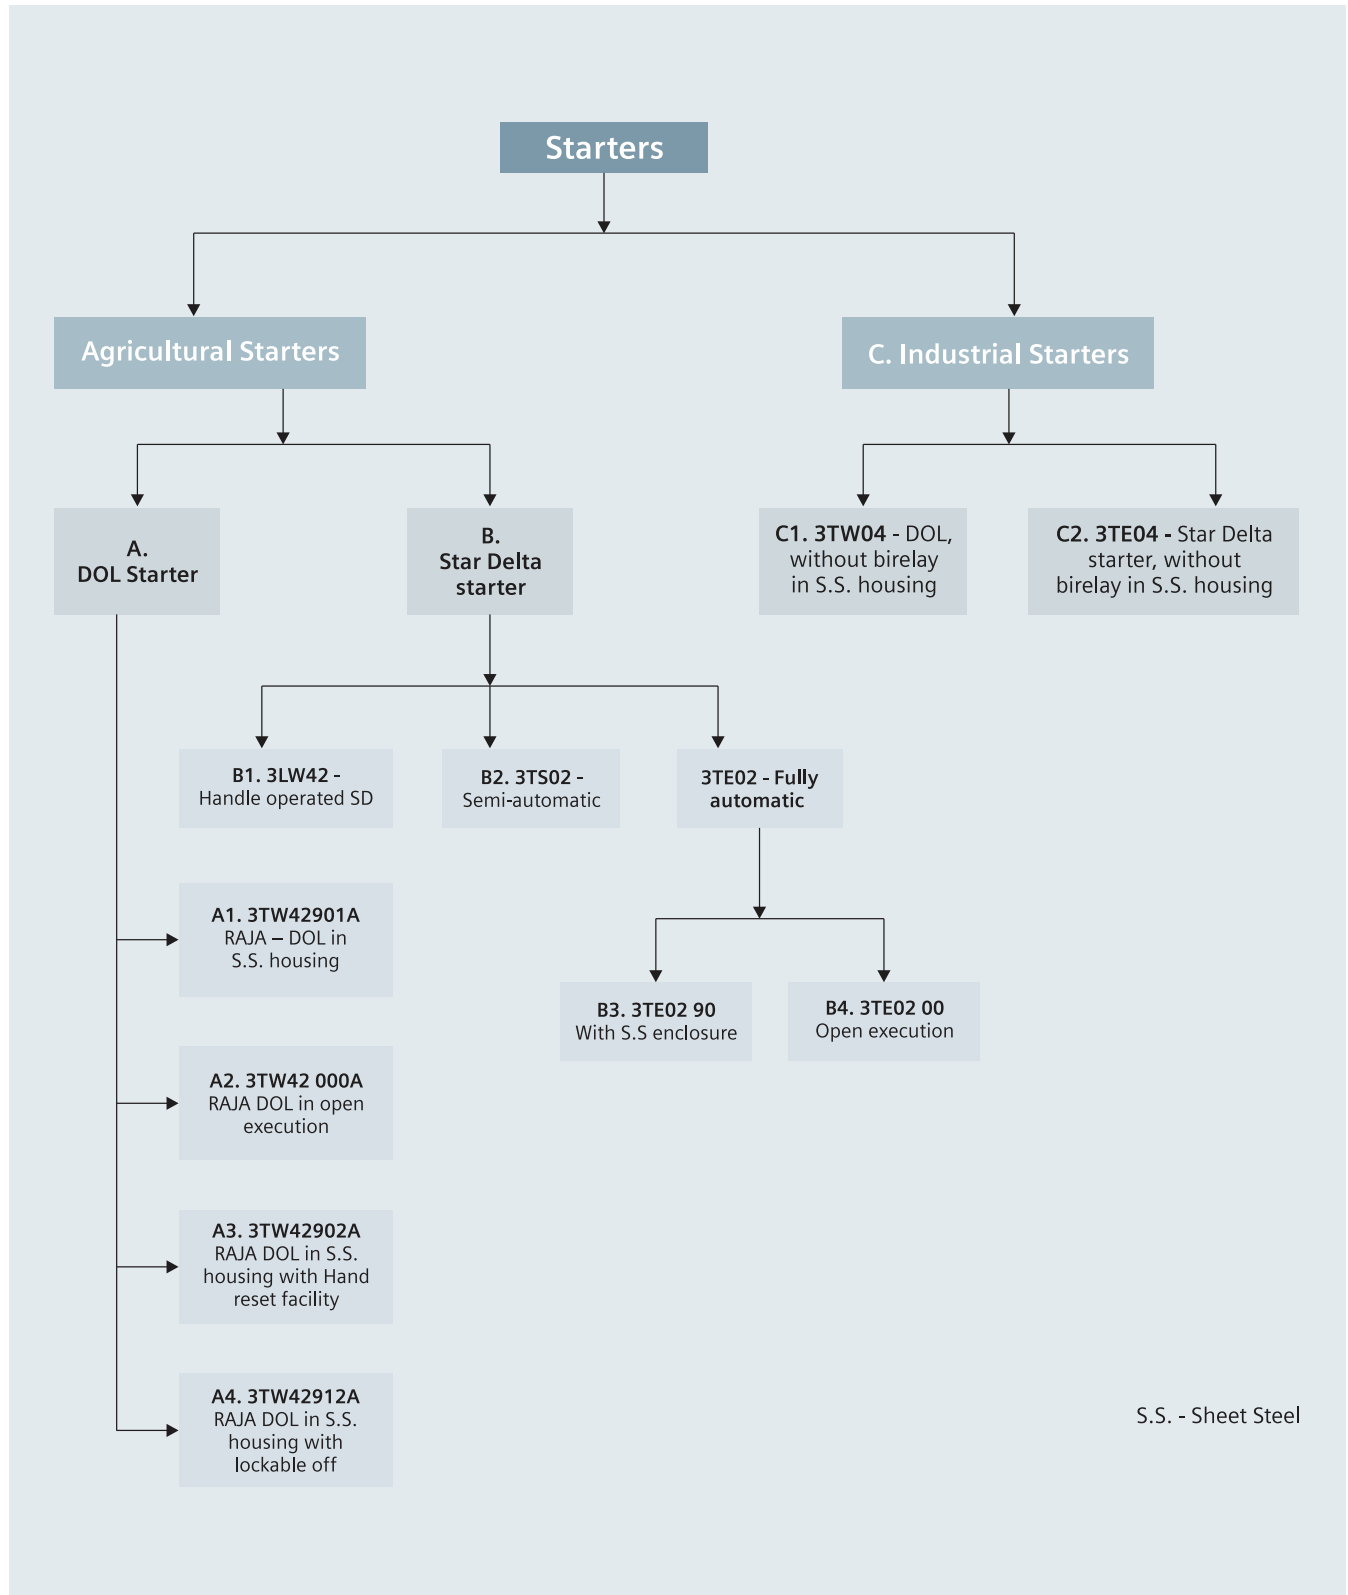 Starters
Agricultural Starters
C. Industrial Starters
A.
DOL Starter
B.
Star Delta
starter
C1. 3TW04 - DOL,
without birelay
in S.S. housing
C2. 3TE04 - Star Delta
starter, without
birelay in S.S. housing
B1. 3LW42 -
Handle operated SD
B2. 3TS02 -
Semi-automatic
3TE02 - Fully
automatic
A1. 3TW42901A
RAJA – DOL in
S.S. housing
B3. 3TE02 90
With S.S enclosure
B4. 3TE02 00
Open execution
A2. 3TW42 000A
RAJA DOL in open
execution
A3. 3TW42902A
RAJA DOL in S.S.
housing with Hand
reset facility
A4. 3TW42912A
RAJA DOL in S.S.
housing with
lockable off
S.S. - Sheet Steel